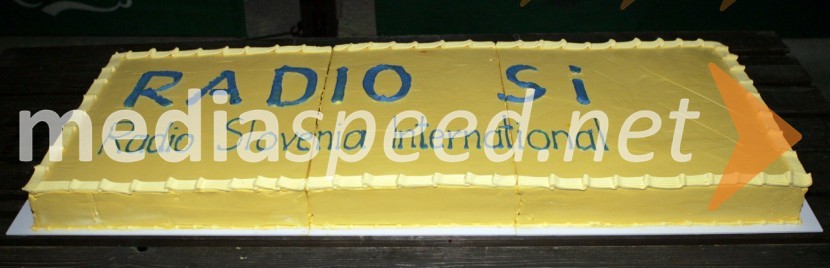 RADIO Si
Radio Slovenia International
mediaspeed.net